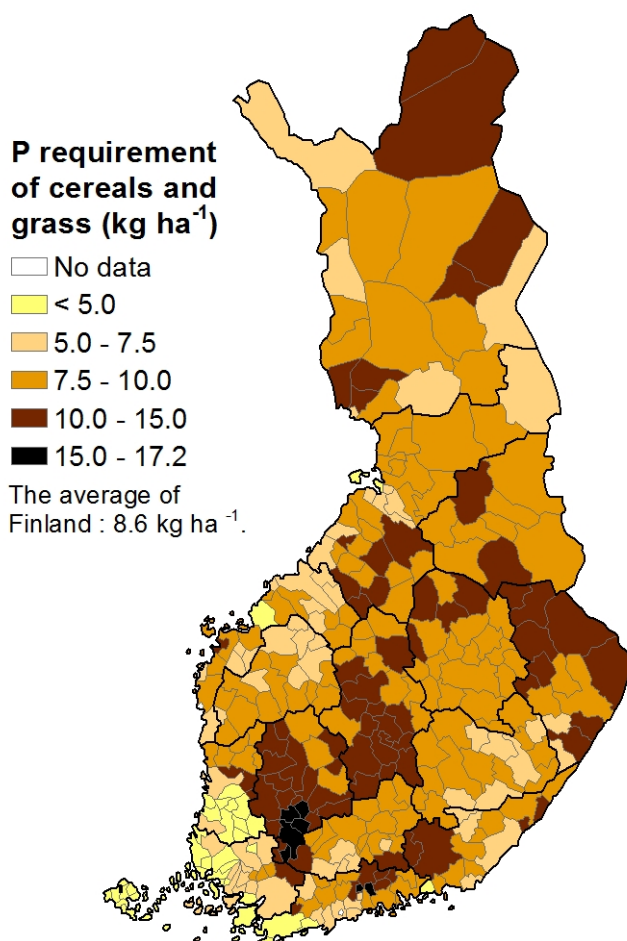 P requirement
of cereals and
grass (kg ha⁻¹)
No data
< 5.0
5.0 - 7.5
7.5 - 10.0
10.0 - 15.0
15.0 - 17.2
The average of
Finland : 8.6 kg ha ⁻¹.